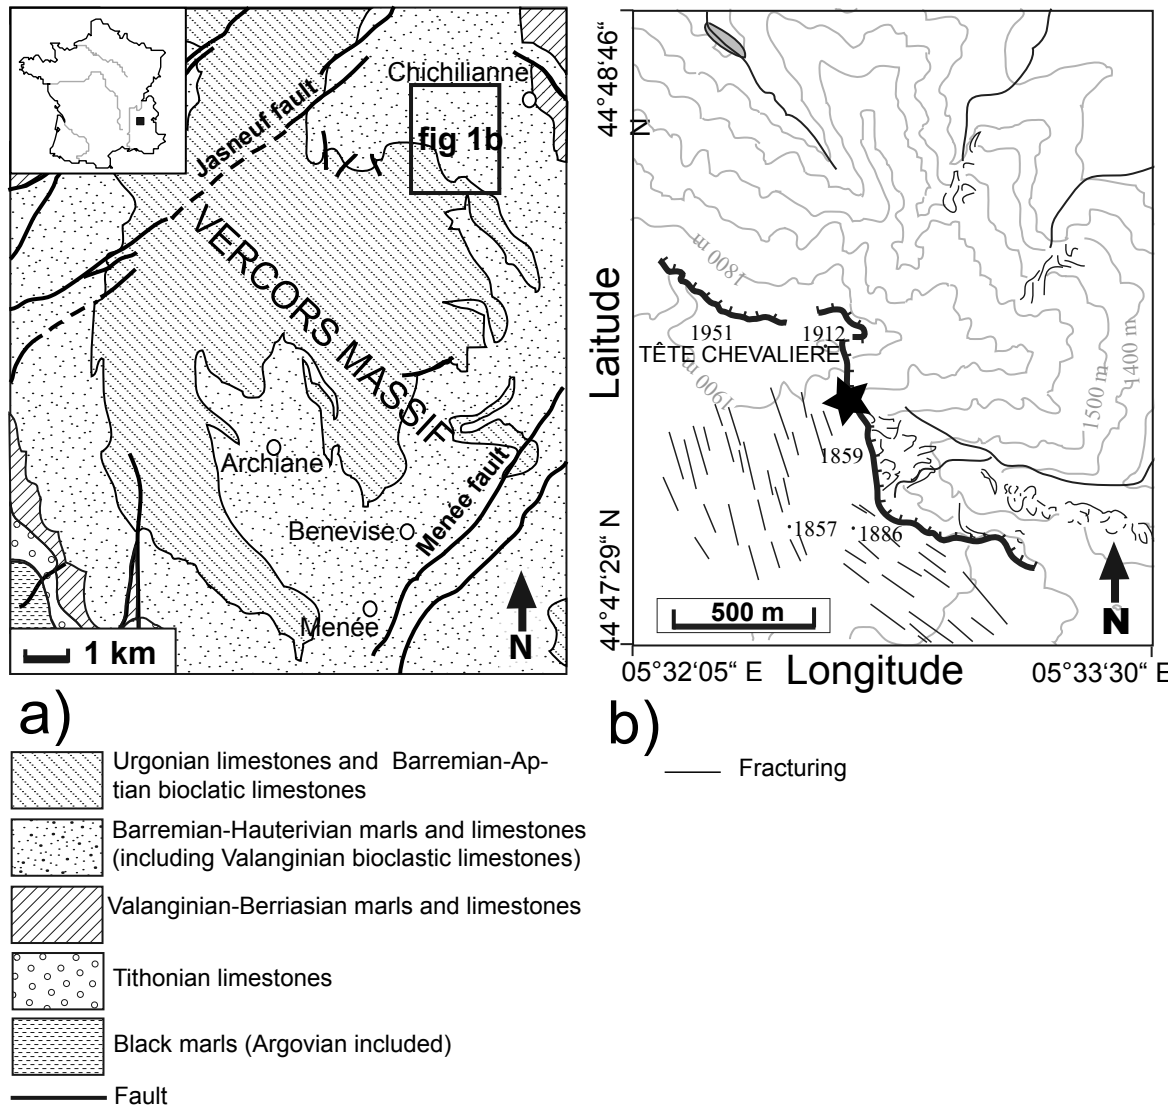 Chichilianne
fig 1b
Jasneuf fault
VERCORS MASSIF
Archiane
Benevise
Menée fault
Menée
1 km
N
a)
Urgonian limestones and Barremian-Ap-
tian bioclatic limestones
Barremian-Hauterivian marls and limestones
(including Valanginian bioclastic limestones)
Valanginian-Berriasian marls and limestones
Tithonian limestones
Black marls (Argovian included)
Fault
44°48'46“ N
Laitude
44°47'29“ N
1800 m
1951
1912
TÊTE CHEVALIERE
1900 m
1859
1857
1886
1500 m
1400 m
500 m
N
05°32'05“ E
Longitude
05°33'30“ E
b)
Fracturing